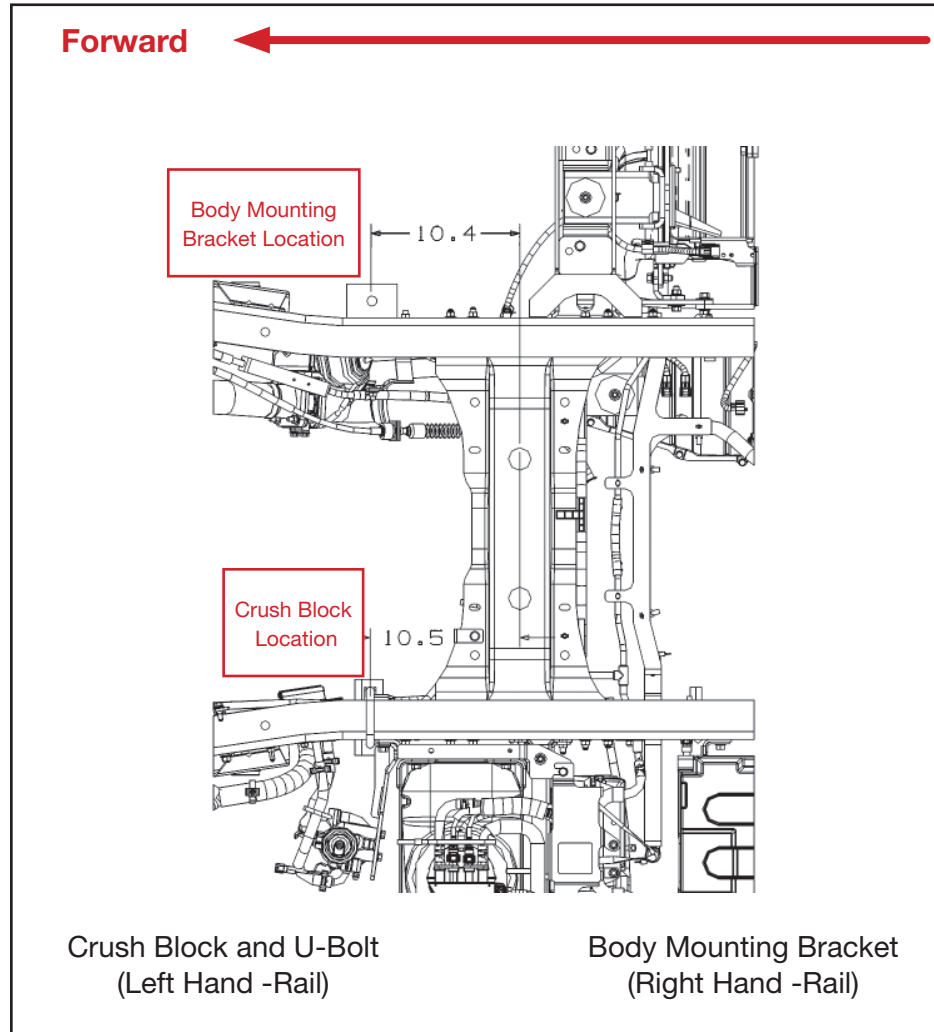 Forward
Body Mounting
Bracket Location
10.4
Crush Block
Location
10.5
Crush Block and U-Bolt
(Left Hand -Rail)
Body Mounting Bracket
(Right Hand -Rail)